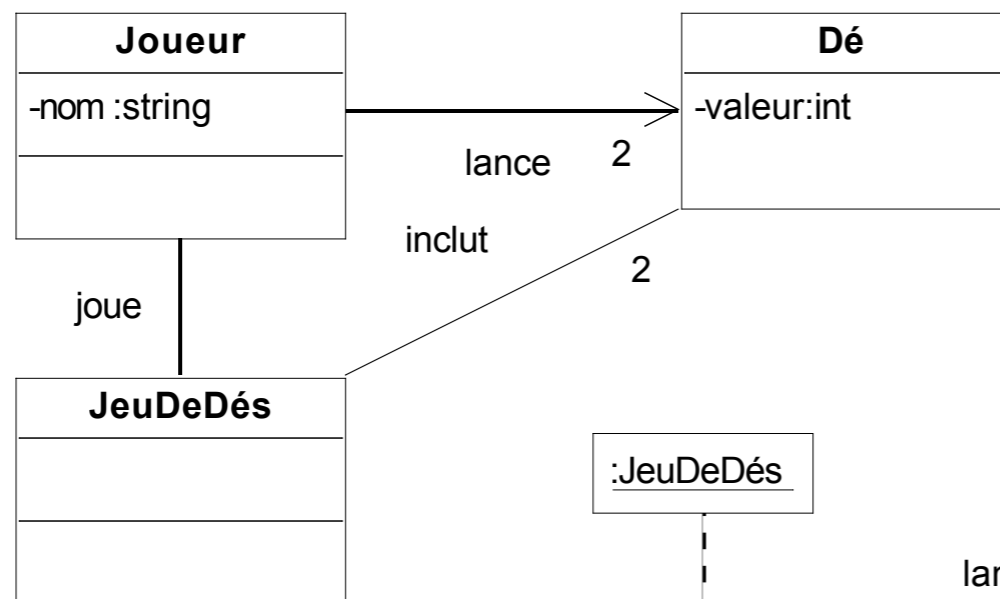 Joueur
-nom :string
Dé
-valeur:int
lance
2
inclut
2
joue
JeuDeDés
:JeuDeDés